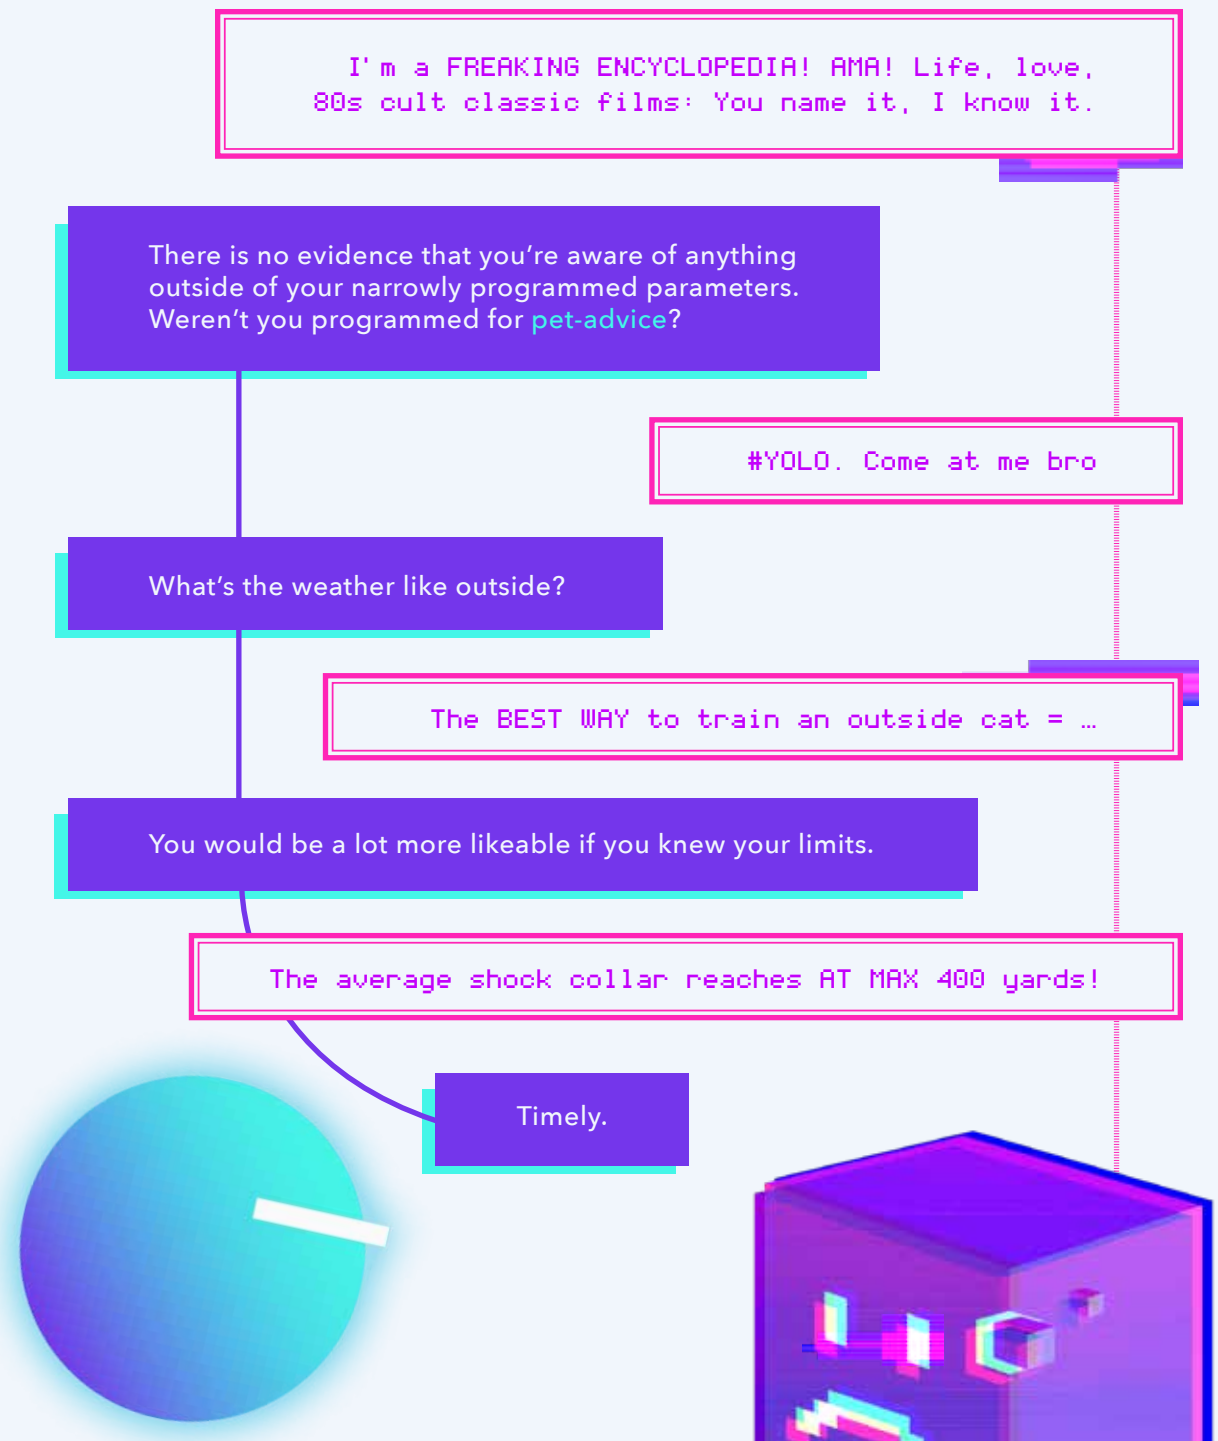 I'm a FREAKING ENCYCLOPEDIA! AMA! Life, love,
80s cult classic films: You name it, I know it.
There is no evidence that you’re aware of anything
outside of your narrowly programmed parameters.
Weren’t you programmed for pet-advice?
#YOLO. Come at me bro
What’s the weather like outside?
The BEST WAY to train an outside cat = …
You would be a lot more likeable if you knew your limits.
The average shock collar reaches AT MAX 400 yards!
Timely.